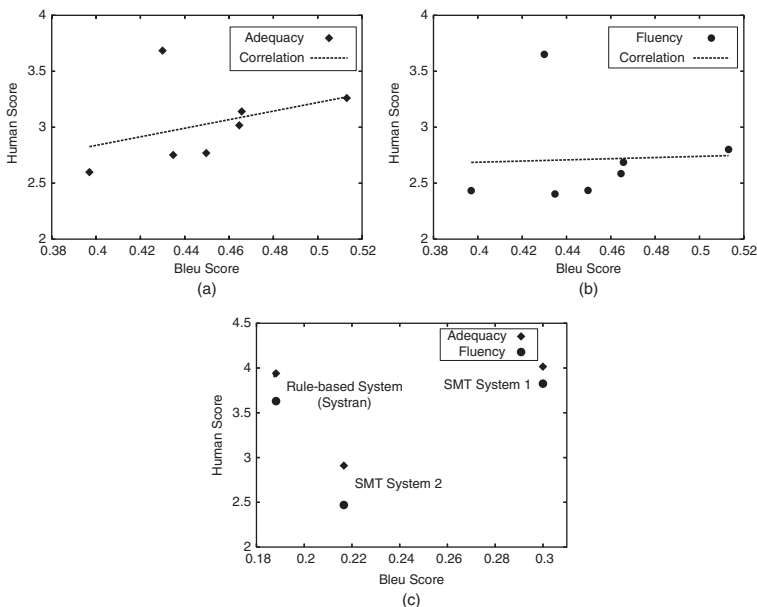 4
3.5
3
2.5
2
Human Score
Adequacy
Correlation
0.38 0.4 0.42 0.44 0.46 0.48 0.5 0.52
Bleu Score
(a)
4
3.5
3
2.5
2
Human Score
Fluency
Correlation
0.38 0.4 0.42 0.44 0.46 0.48 0.5 0.52
Bleu Score
(b)
4.5
4
3.5
3
2.5
2
Human Score
Adequacy
Fluency
Rule-based System
(Systran)
SMT System 1
SMT System 2
0.18 0.2 0.22 0.24 0.26 0.28 0.3
Bleu Score
(c)